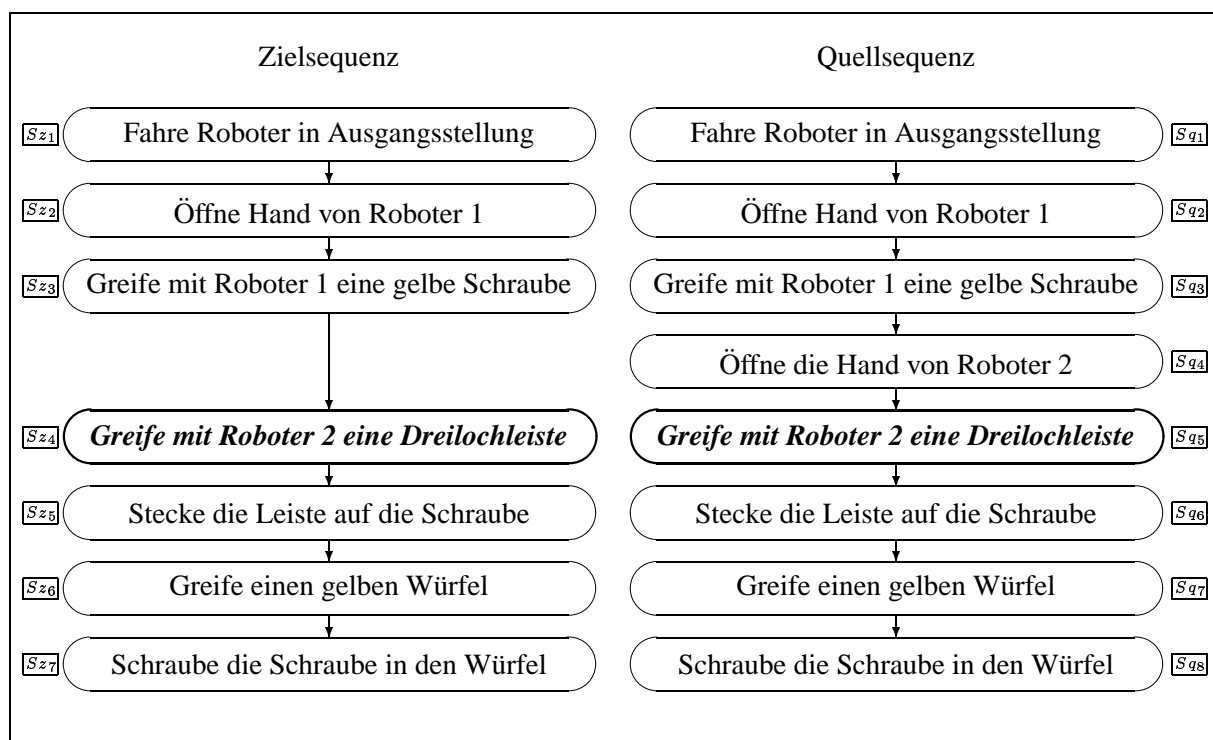 Zielsequenz
Quellsequenz
Sz1 Fahre Roboter in Ausgangsstellung
Fahre Roboter in Ausgangsstellung Sq1
Sz2 Öffne Hand von Roboter 1
Öffne Hand von Roboter 1 Sq2
Sz3 Greife mit Roboter 1 eine gelbe Schraube
Greife mit Roboter 1 eine gelbe Schraube Sq3
Öffne die Hand von Roboter 2 Sq4
Sz4 Greife mit Roboter 2 eine Dreilochleiste
Greife mit Roboter 2 eine Dreilochleiste Sq5
Sz5 Stecke die Leiste auf die Schraube
Stecke die Leiste auf die Schraube Sq6
Sz6 Greife einen gelben Würfel
Greife einen gelben Würfel Sq7
Sz7 Schraube die Schraube in den Würfel
Schraube die Schraube in den Würfel Sq8